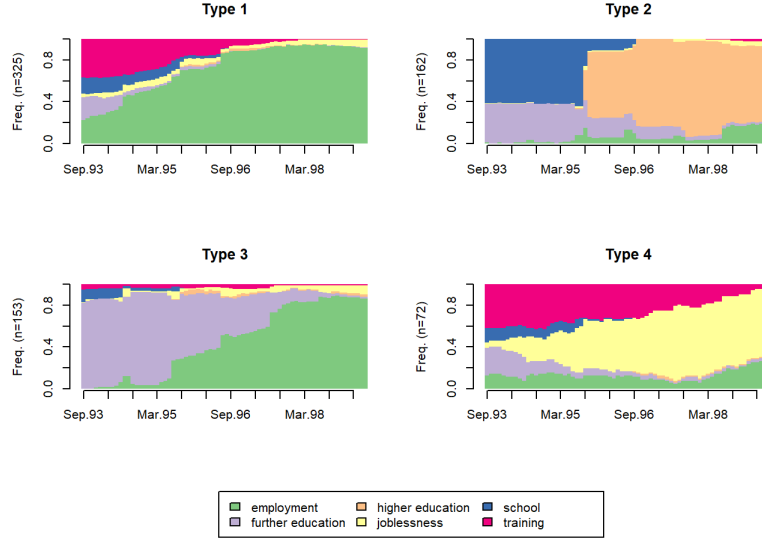 Type 1
Freq. (n=325)
0.0 0.4 0.8
Sep.93 Mar.95 Sep.96 Mar.98
Type 2
Freq. (n=162)
0.0 0.4 0.8
Sep.93 Mar.95 Sep.96 Mar.98
Type 3
Freq. (n=153)
0.0 0.4 0.8
Sep.93 Mar.95 Sep.96 Mar.98
Type 4
Freq. (n=72)
0.0 0.4 0.8
Sep.93 Mar.95 Sep.96 Mar.98
employment higher education school
further education joblessness training